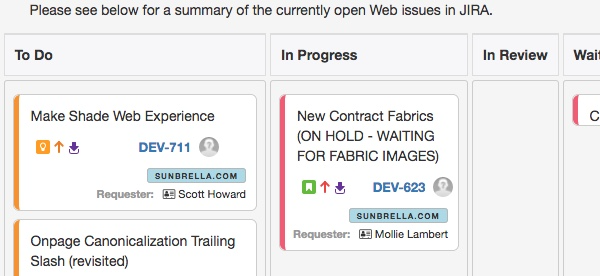 Please see below for a summary of the currently open Web issues in JIRA.
To Do
In Progress
In Review
Make Shade Web Experience
DEV-711
SUNBRELLA.COM
Requester: Scott Howard
Onpage Canonicalization Trailing
Slash (revisited)
New Contract Fabrics
(ON HOLD - WAITING
FOR FABRIC IMAGES)
DEV-623
SUNBRELLA.COM
Requester: Mollie Lambert